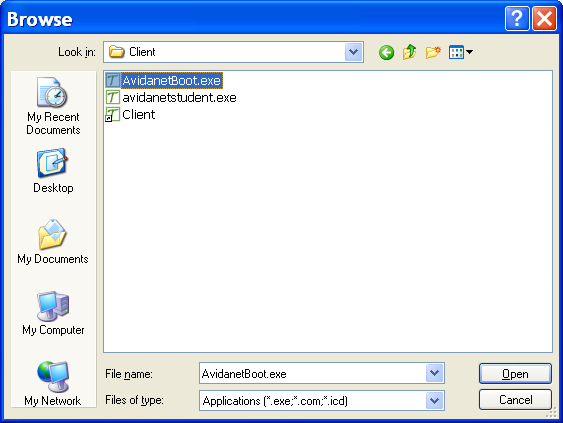 Browse
Look in:
Client
AvidanetBoot.exe
avidanetstudent.exe
Client
My Recent
Documents
Desktop
My Documents
My Computer
My Network
File name:
AvidanetBoot.exe
Open
Files of type:
Applications (*.exe;*.com;*.icd)
Cancel